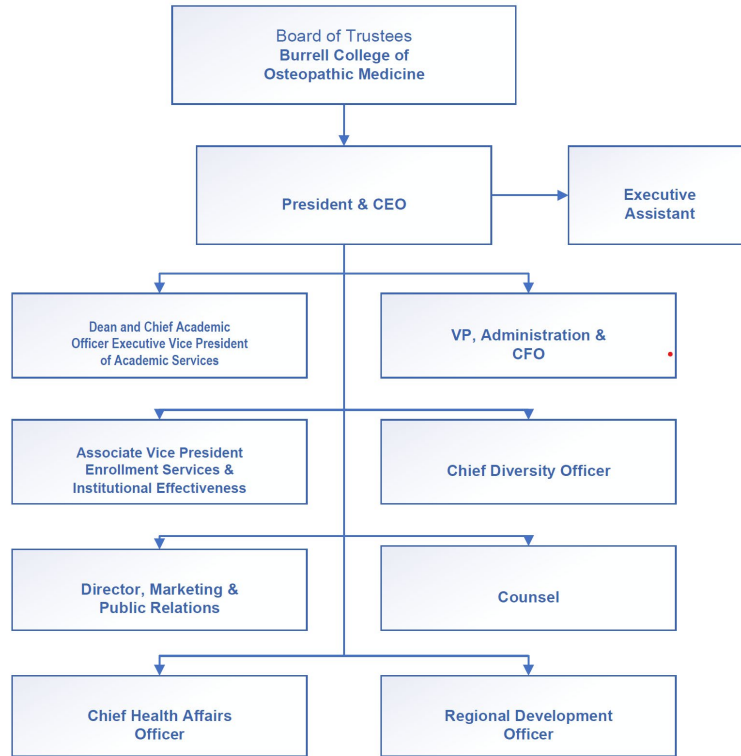 Board of Trustees
Burrell College of
Osteopathic Medicine
President & CEO
Executive
Assistant
Dean and Chief Academic
Officer Executive Vice President
of Academic Services
VP, Administration &
CFO
Associate Vice President
Enrollment Services &
Institutional Effectiveness
Chief Diversity Officer
Director, Marketing &
Public Relations
Counsel
Chief Health Affairs
Officer
Regional Development
Officer